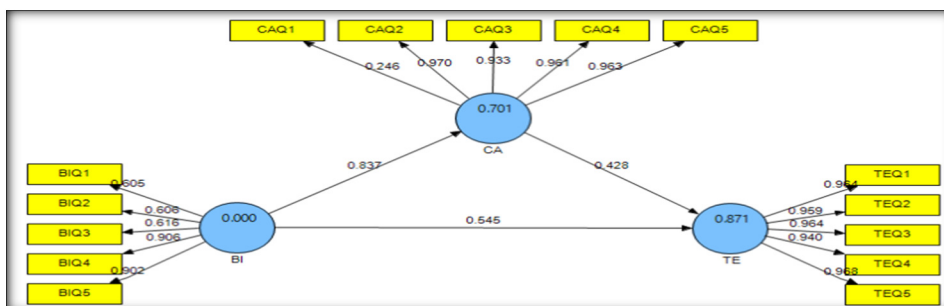 CAQ1 CAQ2 CAQ3 CAQ4 CAQ5
0.246 0.970 0.933 0.961 0.963
0.701
CA
0.837 0.428
BIQ1
BIQ2
BIQ3
BIQ4
BIQ5
0.605
0.606
0.616
0.906
0.902
0.000
BI
0.545
0.871
TE
0.964
0.959
0.964
0.940
0.968
TEQ1
TEQ2
TEQ3
TEQ4
TEQ5